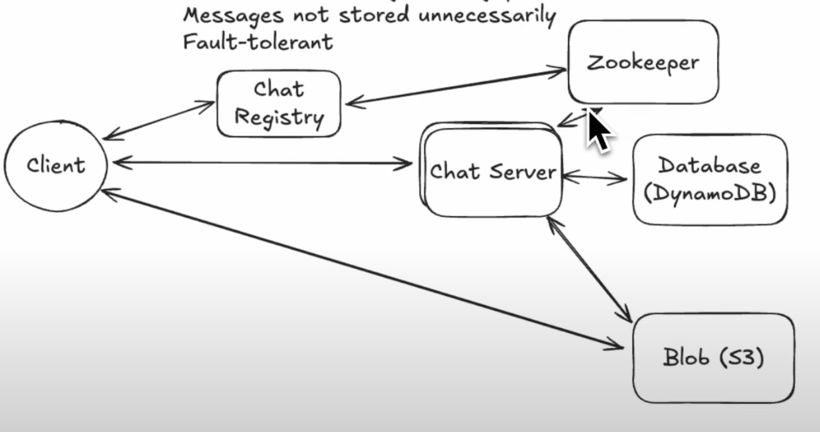 Messages not stored unnecessarily
Fault-tolerant
Zookeeper
Chat
Registry
Client
Chat Server
Database
(DynamoDB)
Blob (S3)